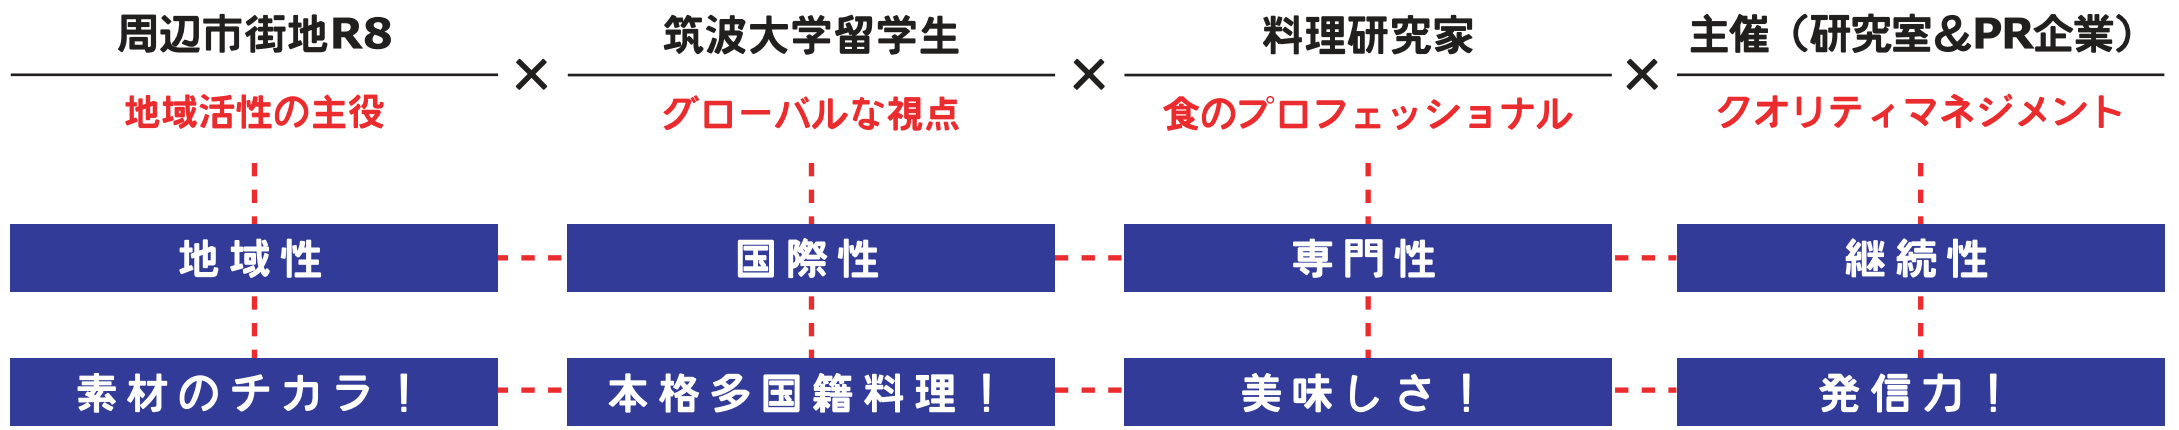 周辺市街地R8 × 筑波大学留学生 × 料理研究家 × 主催（研究室＆PR企業）
地域活性の主役 グローバルな視点 食のプロフェッショナル クオリティマネジメント
地域性 国際性 専門性 継続性
素材のチカラ！ 本格多国籍料理！ 美味しさ！ 発信力！